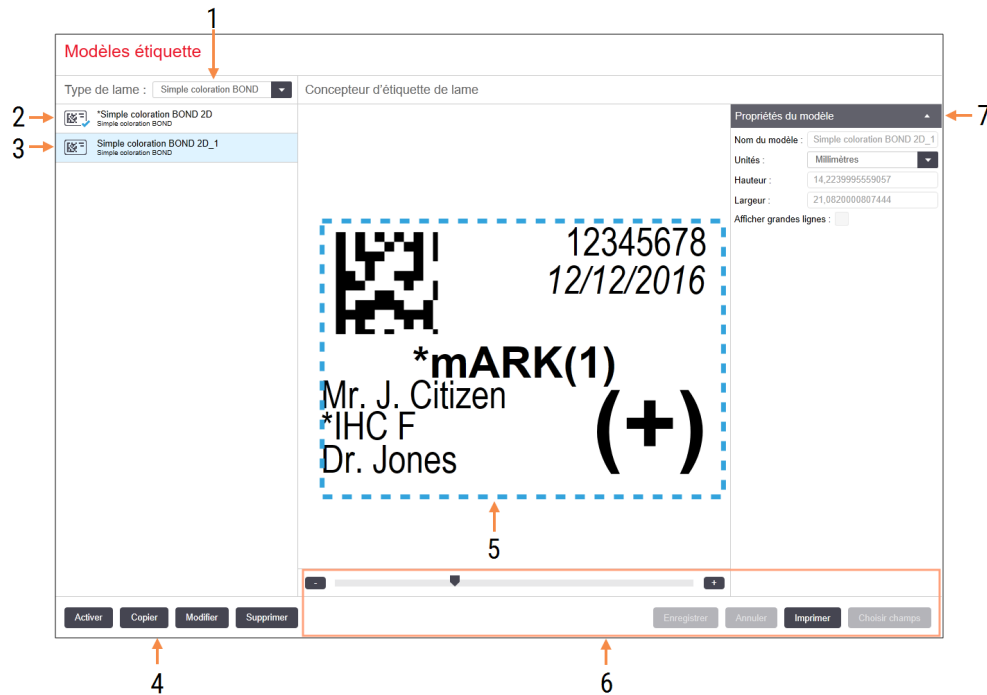 1
Modèles étiquette
Type de lame : Simple coloration BOND
Concepteur d'étiquette de lame
2
*Simple coloration BOND 2D
Simple coloration BOND
3
Simple coloration BOND 2D_1
Simple coloration BOND
Propriétés du modèle
7
Nom du modèle : Simple coloration BOND 2D_1
Unités : Millimètres
Hauteur : 14,2239995559057
Largeur : 21,0820000807444
Afficher grandes lignes :
12345678
12/12/2016
*mARK(1)
Mr. J. Citizen
*IHC F
Dr. Jones
(+)
5
- +
Activer Copier Modifier Supprimer
Enregistrer Annuler Imprimer Choisir champs
4
6